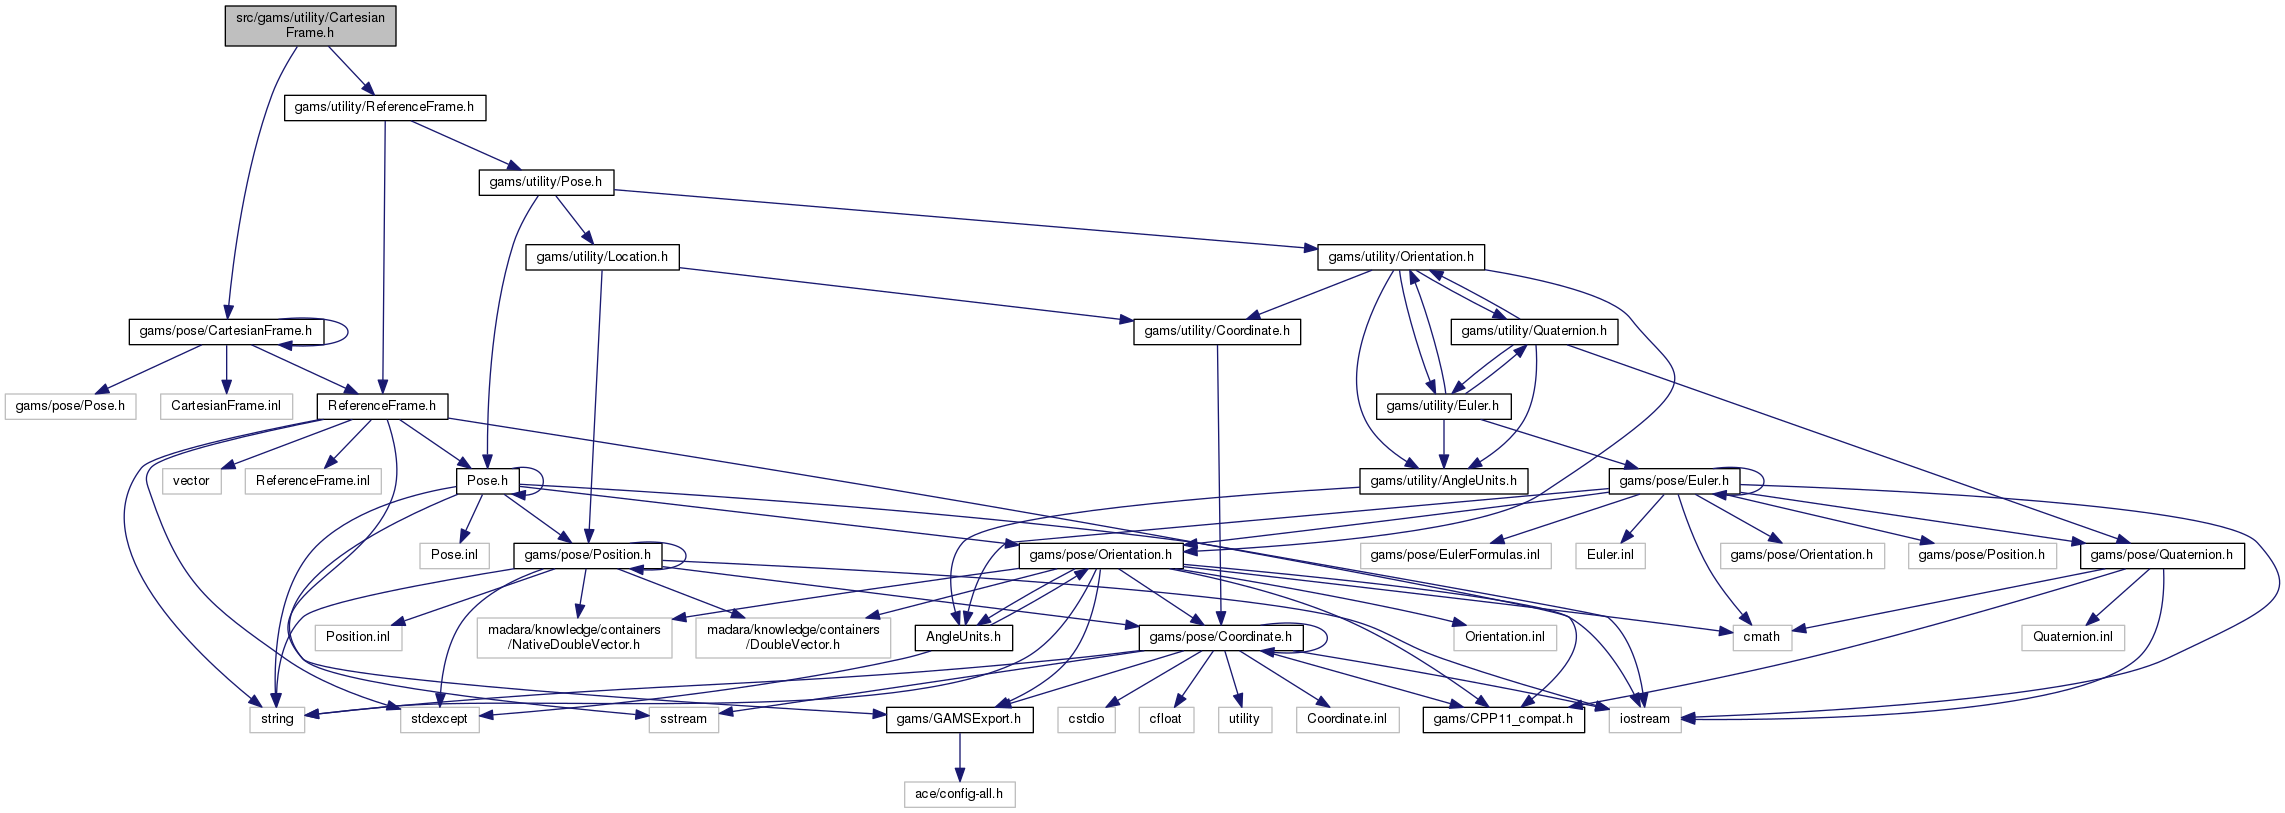 src/gams/utility/Cartesian
Frame.h
gams/utility/ReferenceFrame.h
gams/utility/Pose.h
gams/utility/Location.h
gams/utility/Orientation.h
gams/pose/CartesianFrame.h
gams/utility/Coordinate.h
gams/utility/Quaternion.h
gams/pose/Pose.h
CartesianFrame.inl
ReferenceFrame.h
gams/utility/Euler.h
vector
ReferenceFrame.inl
Pose.h
gams/utility/AngleUnits.h
gams/pose/Euler.h
Pose.inl
gams/pose/Position.h
gams/pose/Orientation.h
gams/pose/EulerFormulas.inl
Euler.inl
gams/pose/Orientation.h
gams/pose/Position.h
gams/pose/Quaternion.h
Position.inl
madara/knowledge/containers
/NativeDoubleVector.h
madara/knowledge/containers
/DoubleVector.h
AngleUnits.h
gams/pose/Coordinate.h
Orientation.inl
cmath
Quaternion.inl
string
stdexcept
sstream
gams/GAMSExport.h
cstdio
cfloat
utility
Coordinate.inl
gams/CPP11_compat.h
iostream
ace/config-all.h